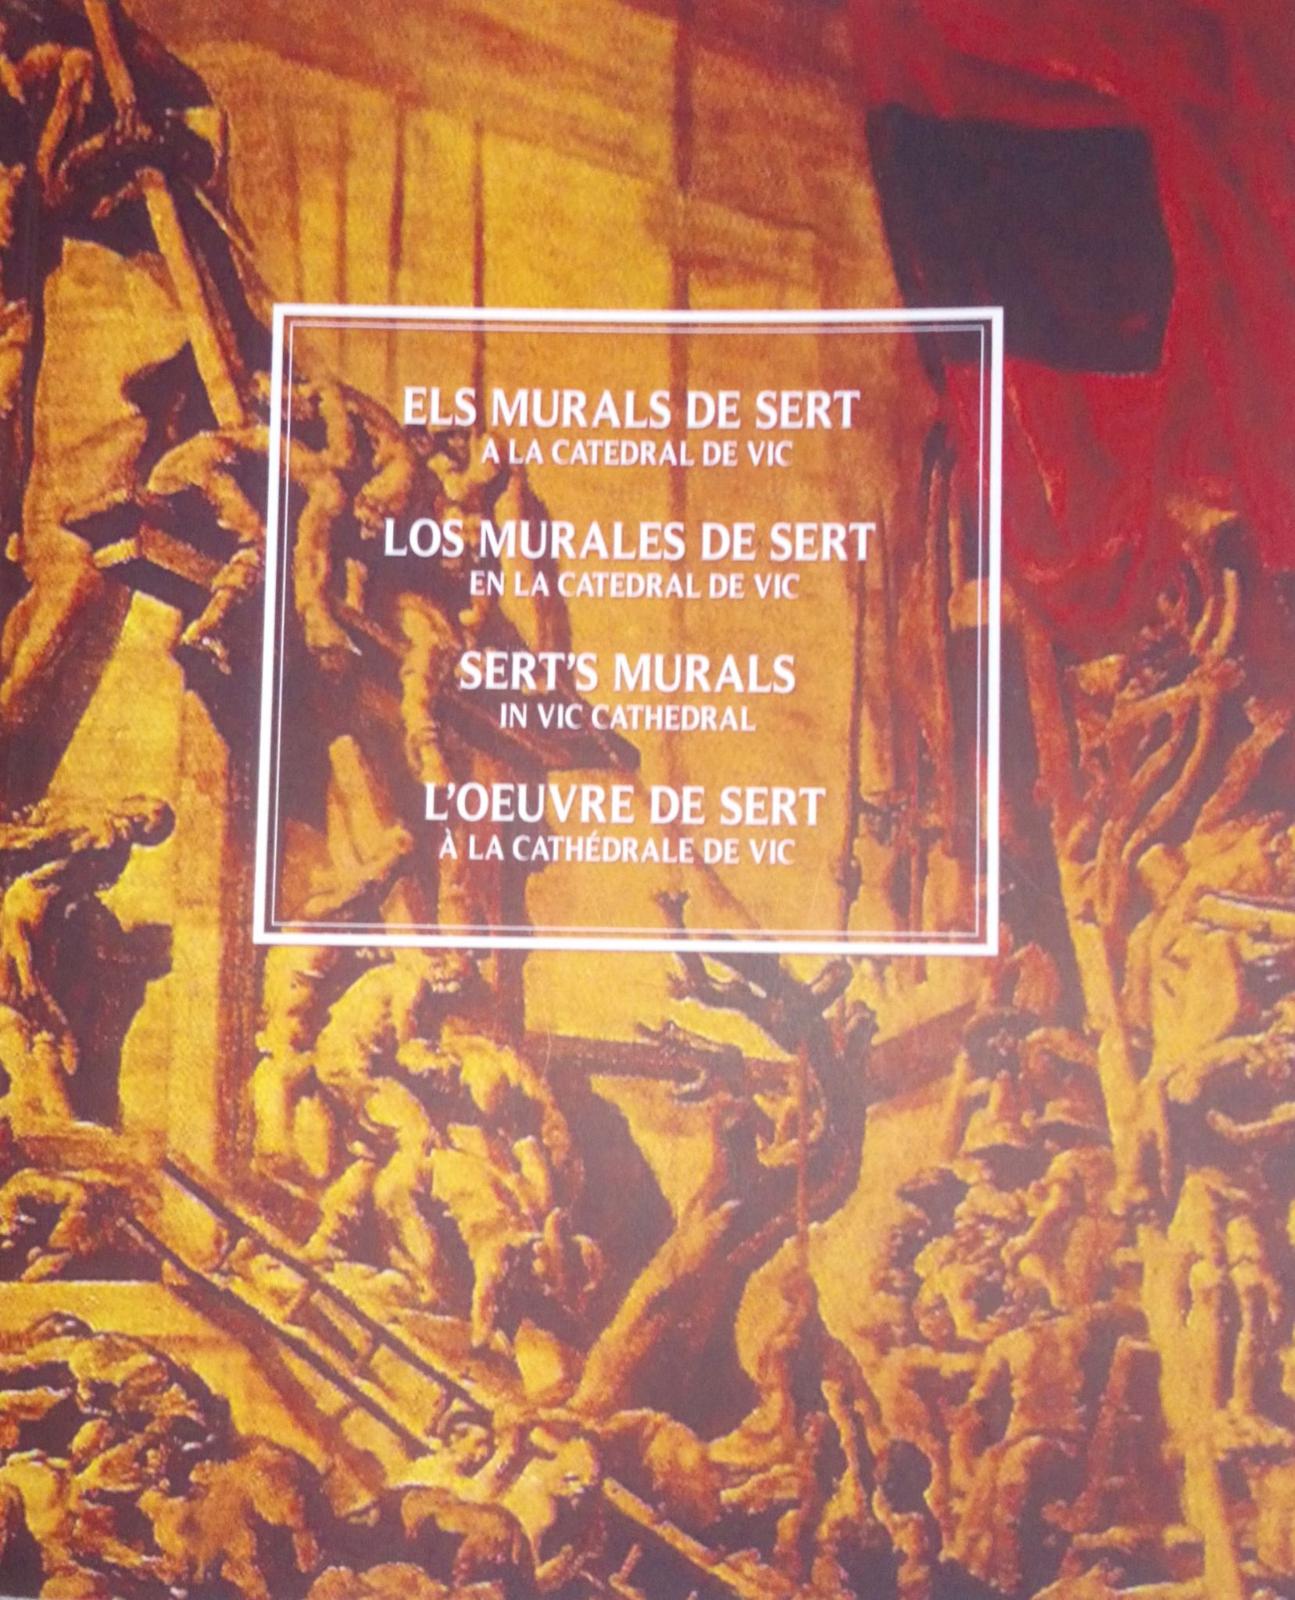 ELS MURALS DE SERT
A LA CATEDRAL DE VIC
LOS MURALES DE SERT
EN LA CATEDRAL DE VIC
SERT'S MURALS
IN VIC CATHEDRAL
L'OEUVRE DE SERT
À LA CATHÉDRALE DE VIC